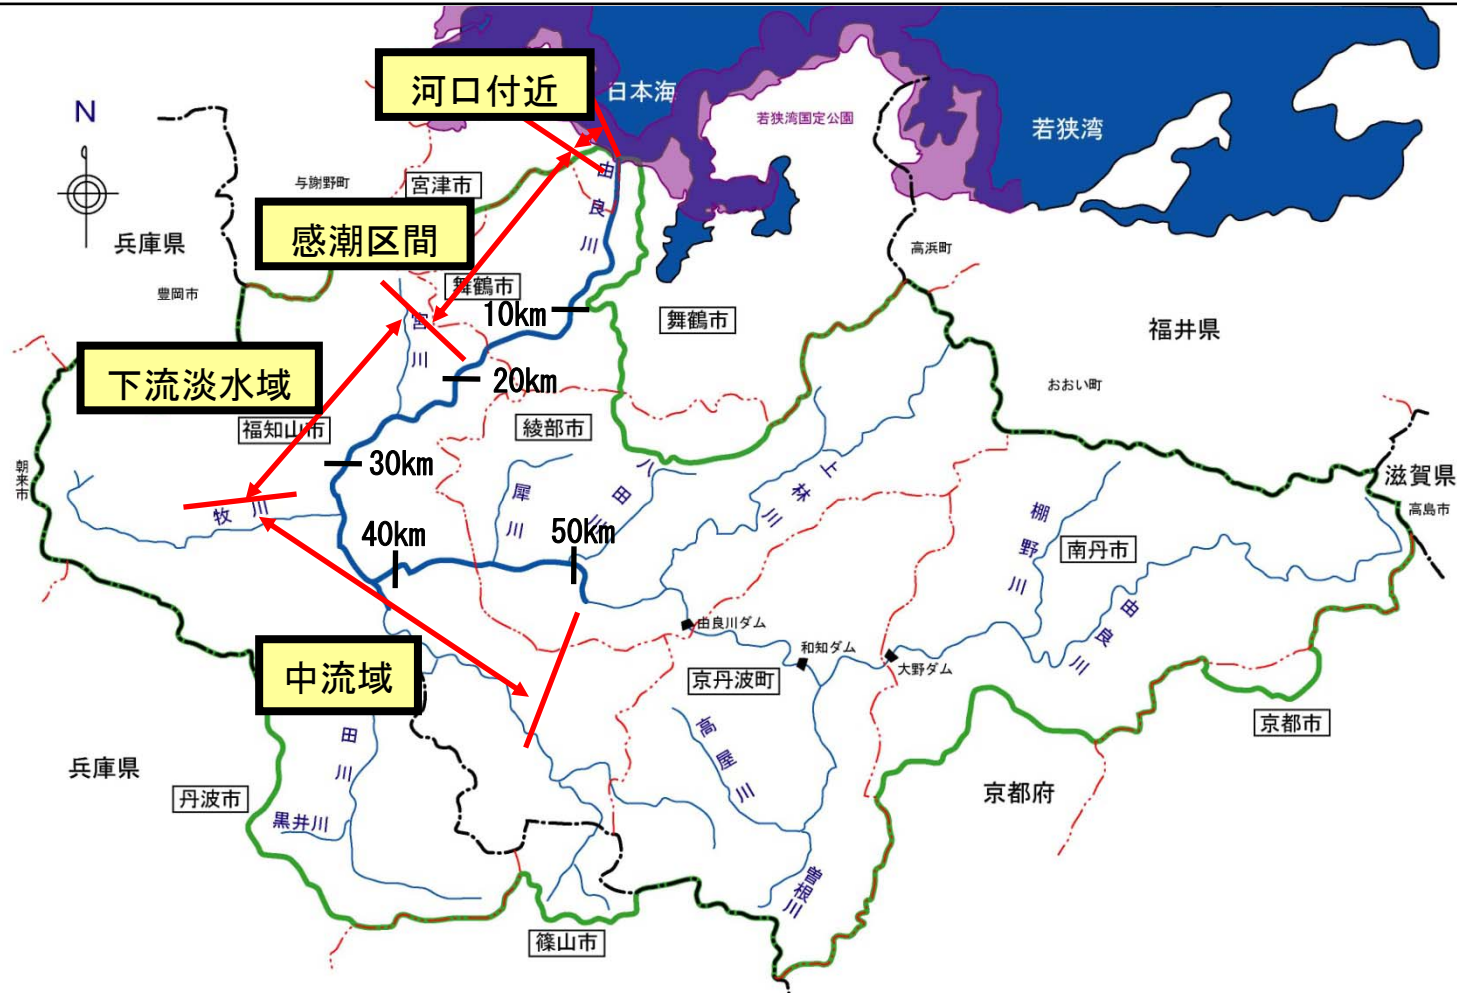 河口付近
日本海
若狭湾国定公園
若狭湾
N
与謝野町
宮津市
由良川
兵庫県
感潮区間
高浜町
豊岡市
舞鶴市
10km
舞鶴市
宮川
福井県
下流淡水域
20km
おおい町
福知山市
綾部市
朝来市
30km
八田川
上林川
滋賀県
犀川
高島市
牧川
40km
50km
棚野川
南丹市
由良川
由良川ダム
和知ダム
大野ダム
中流域
京丹波町
京都市
田川
高屋川
兵庫県
丹波市
京都府
黒井川
曽根川
篠山市